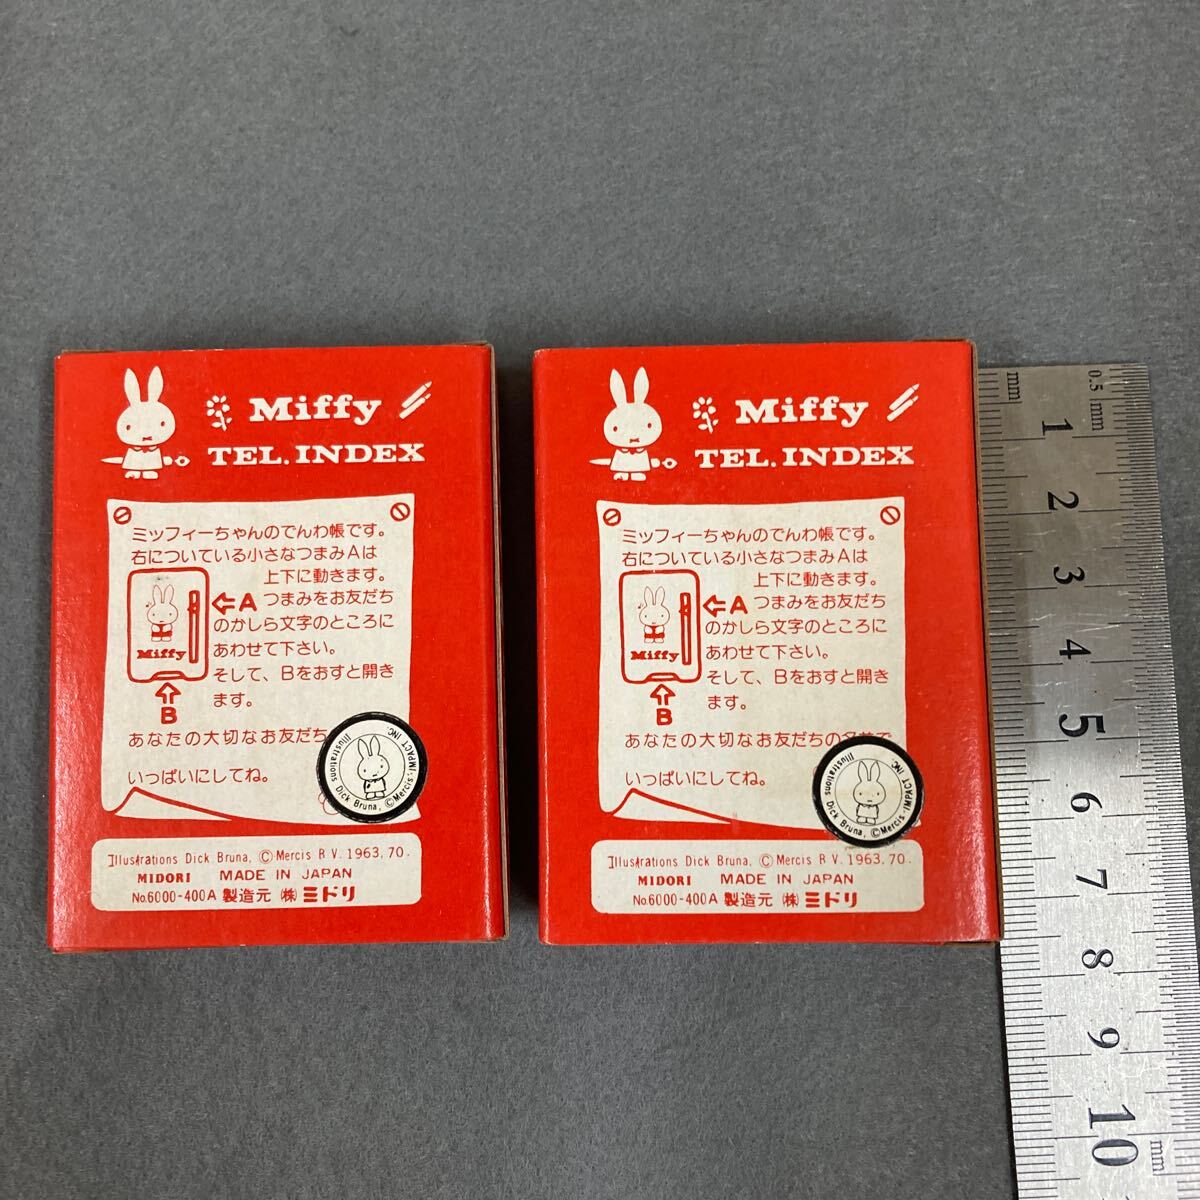 Miffy
TEL. INDEX
ミッフィーちゃんのでんわ帳です。
右についている小さなつまみAは
上下に動きます。
つまみをお友だち
のかしら文字のところに
あわせて下さい。
そして、Bをおすと開き
ます。
A
Miffy
B
あなたの大切なお友だち
いっぱいにしてね。
Illustrations Dick Bruna, ©Mercis · IMPACT INC
Illustrations Dick Bruna, © Mercis B V. 1963, 70.
MIDORI MADE IN JAPAN
No.6000-400A 製造元 ㈱ ミドリ
Miffy
TEL. INDEX
ミッフィーちゃんのでんわ帳です。
右についている小さなつまみAは
上下に動きます。
つまみをお友だち
のかしら文字のところに
あわせて下さい。
そして、Bをおすと開き
ます。
A
Miffy
B
あなたの大切なお友だちの名前で
いっぱいにしてね。
Illustrations Dick Bruna, ©Mercis · IMPACT INC
Illustrations Dick Bruna, © Mercis B V. 1963, 70.
MIDORI MADE IN JAPAN
No.6000-400A 製造元 ㈱ ミドリ
mm
0.5 mm
1
2
3
4
5
6
7
8
9
10
mm